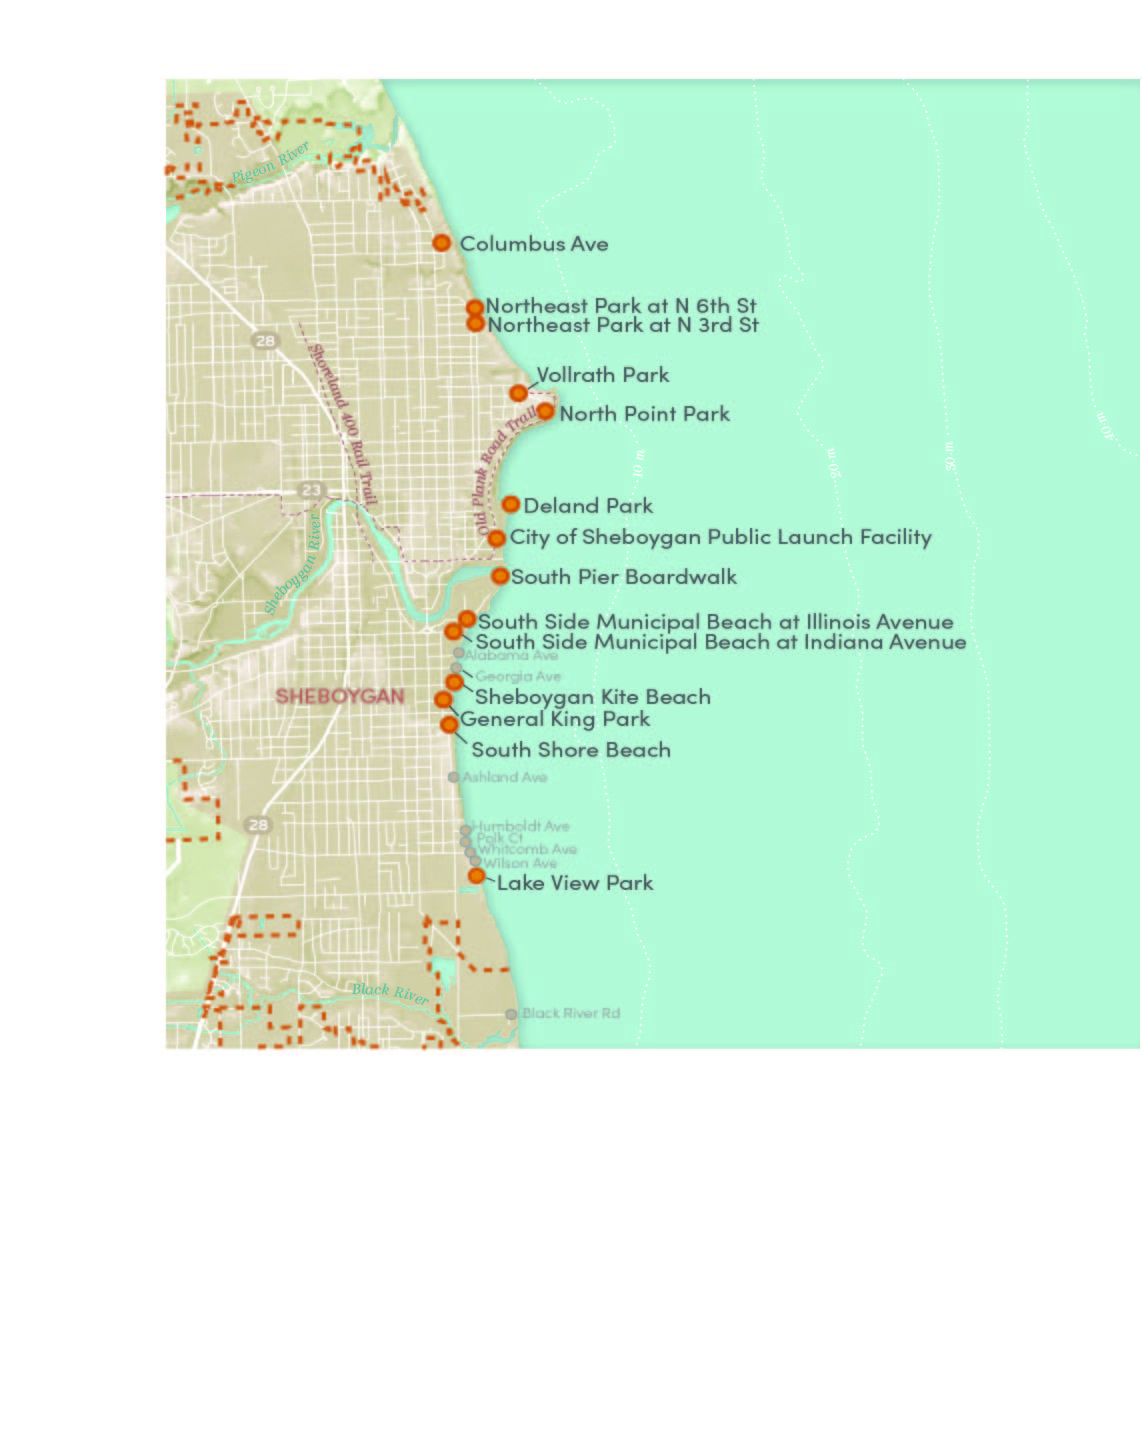 Pigeon River
Columbus Ave
Northeast Park at N 6th St
Northeast Park at N 3rd St
28
Shoreland 400 Rail Trail
Vollrath Park
North Point Park
Old Plank Road Trail
10 m
20 m
50 m
40 m
23
Deland Park
City of Sheboygan Public Launch Facility
Sheboygan River
South Pier Boardwalk
South Side Municipal Beach at Illinois Avenue
South Side Municipal Beach at Indiana Avenue
Alabama Ave
Georgia Ave
SHEBOYGAN
Sheboygan Kite Beach
General King Park
South Shore Beach
Ashland Ave
28
Humboldt Ave
Polk Ct
Whitcomb Ave
Wilson Ave
Lake View Park
Black River
Black River Rd